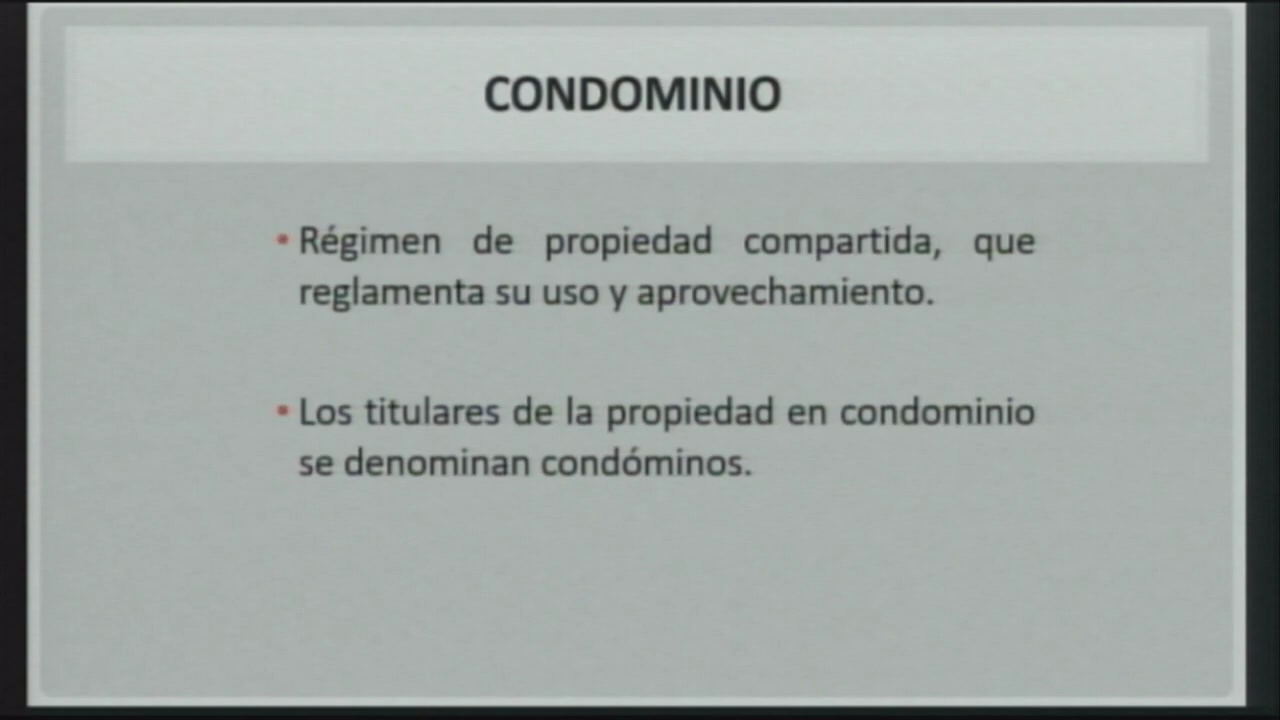 CONDOMINIO
▪ Régimen de propiedad compartida, que
reglamenta su uso y aprovechamiento.
▪ Los titulares de la propiedad en condominio
se denominan condóminos.